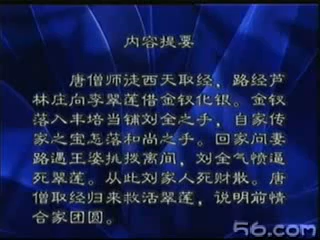 内容提要
唐僧师徒西天取经，路经芦
林庄向李翠莲借金钗化银。金钗
落入丰培当铺刘全之手，自家传
家之宝怎落和尚之手。回家问妻
路遇王婆挑拨离间，刘全气愤逼
死翠莲。从此刘家人死财散。唐
僧取经归来救活翠莲，说明前情
合家团圆。
56.com